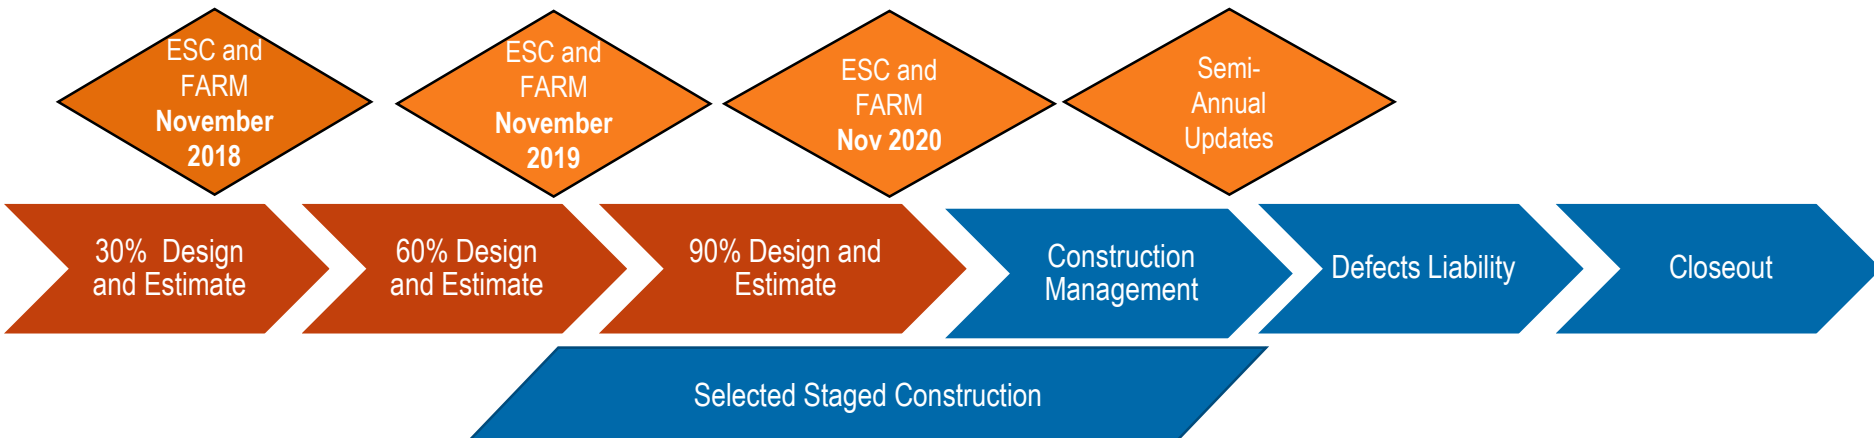 ESC and
FARM
November
2018
ESC and
FARM
November
2019
ESC and
FARM
Nov 2020
Semi-
Annual
Updates
30% Design
and Estimate
60% Design
and Estimate
90% Design and
Estimate
Construction
Management
Defects Liability
Closeout
Selected Staged Construction